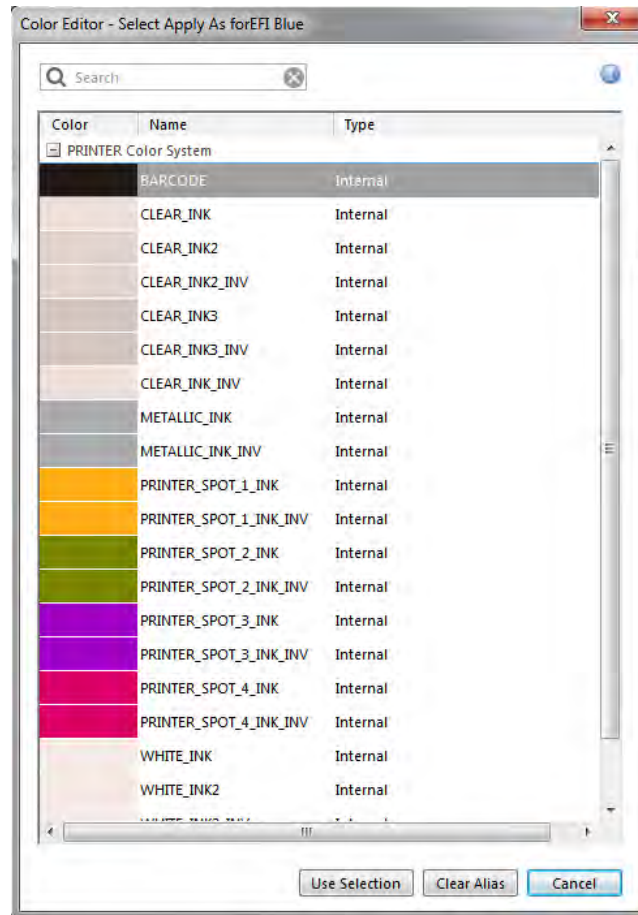 Color Editor - Select Apply As forEFI Blue
Search
Color Name Type
PRINTER Color System
BARCODE Internal
CLEAR_INK Internal
CLEAR_INK2 Internal
CLEAR_INK2_INV Internal
CLEAR_INK3 Internal
CLEAR_INK3_INV Internal
CLEAR_INK_INV Internal
METALLIC_INK Internal
METALLIC_INK_INV Internal
PRINTER_SPOT_1_INK Internal
PRINTER_SPOT_1_INK_INV Internal
PRINTER_SPOT_2_INK Internal
PRINTER_SPOT_2_INK_INV Internal
PRINTER_SPOT_3_INK Internal
PRINTER_SPOT_3_INK_INV Internal
PRINTER_SPOT_4_INK Internal
PRINTER_SPOT_4_INK_INV Internal
WHITE_INK Internal
WHITE_INK2 Internal
Use Selection Clear Alias Cancel